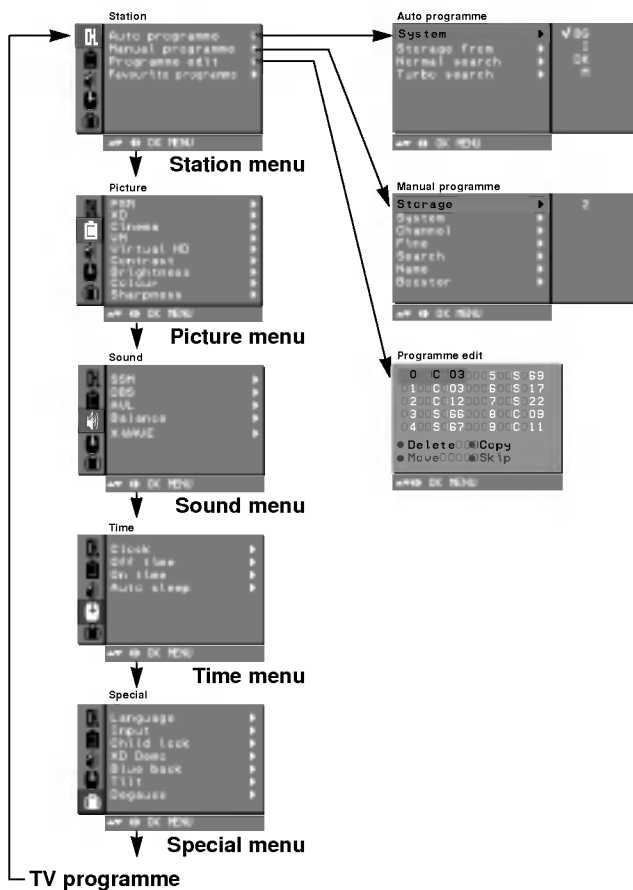 Station
Auto programme
Manual programme
Programme edit
Favourite programme
OK MENU
Station menu
Picture
PSM
XD
Cinema
VM
Virtual HD
Contrast
Brightness
Colour
Sharpness
OK MENU
Picture menu
Sound
SSM
DBS
AVL
Balance
X-WAVE
OK MENU
Sound menu
Time
Clock
Off time
On time
Auto sleep
OK MENU
Time menu
Special
Language
Input
Child lock
XD Demo
Blue back
Tilt
Degauss
OK MENU
Special menu
TV programme
Auto programme
System
Storage from
Normal search
Turbo search
BG
I
DK
M
OK MENU
Manual programme
Storage
System
Channel
Fine
Search
Name
Booster
2
OK MENU
Programme edit
0 C 03 5 S 69
1 C 03 6 S 17
2 C 12 7 S 22
3 S 66 8 C 09
4 S 67 9 C 11
Delete Copy
Move Skip
OK MENU